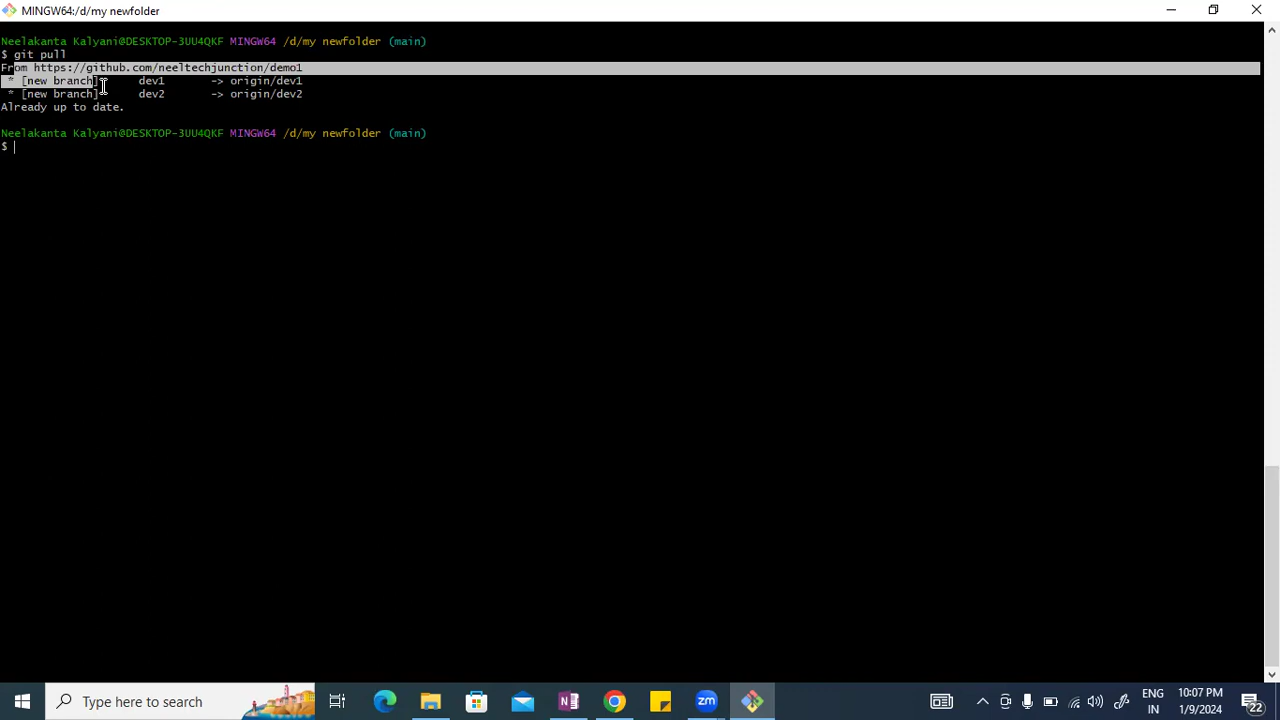 MINGW64:/d/my newfolder
Neelakanta Kalyani@DESKTOP-3UU4QKF MINGW64 /d/my newfolder (main)
$ git pull
From https://github.com/neeltechjunction/demo1
* [new branch] dev1 -> origin/dev1
* [new branch] dev2 -> origin/dev2
Already up to date.
Neelakanta Kalyani@DESKTOP-3UU4QKF MINGW64 /d/my newfolder (main)
$
Type here to search
zm
ENG
IN
10:07 PM
1/9/2024
22